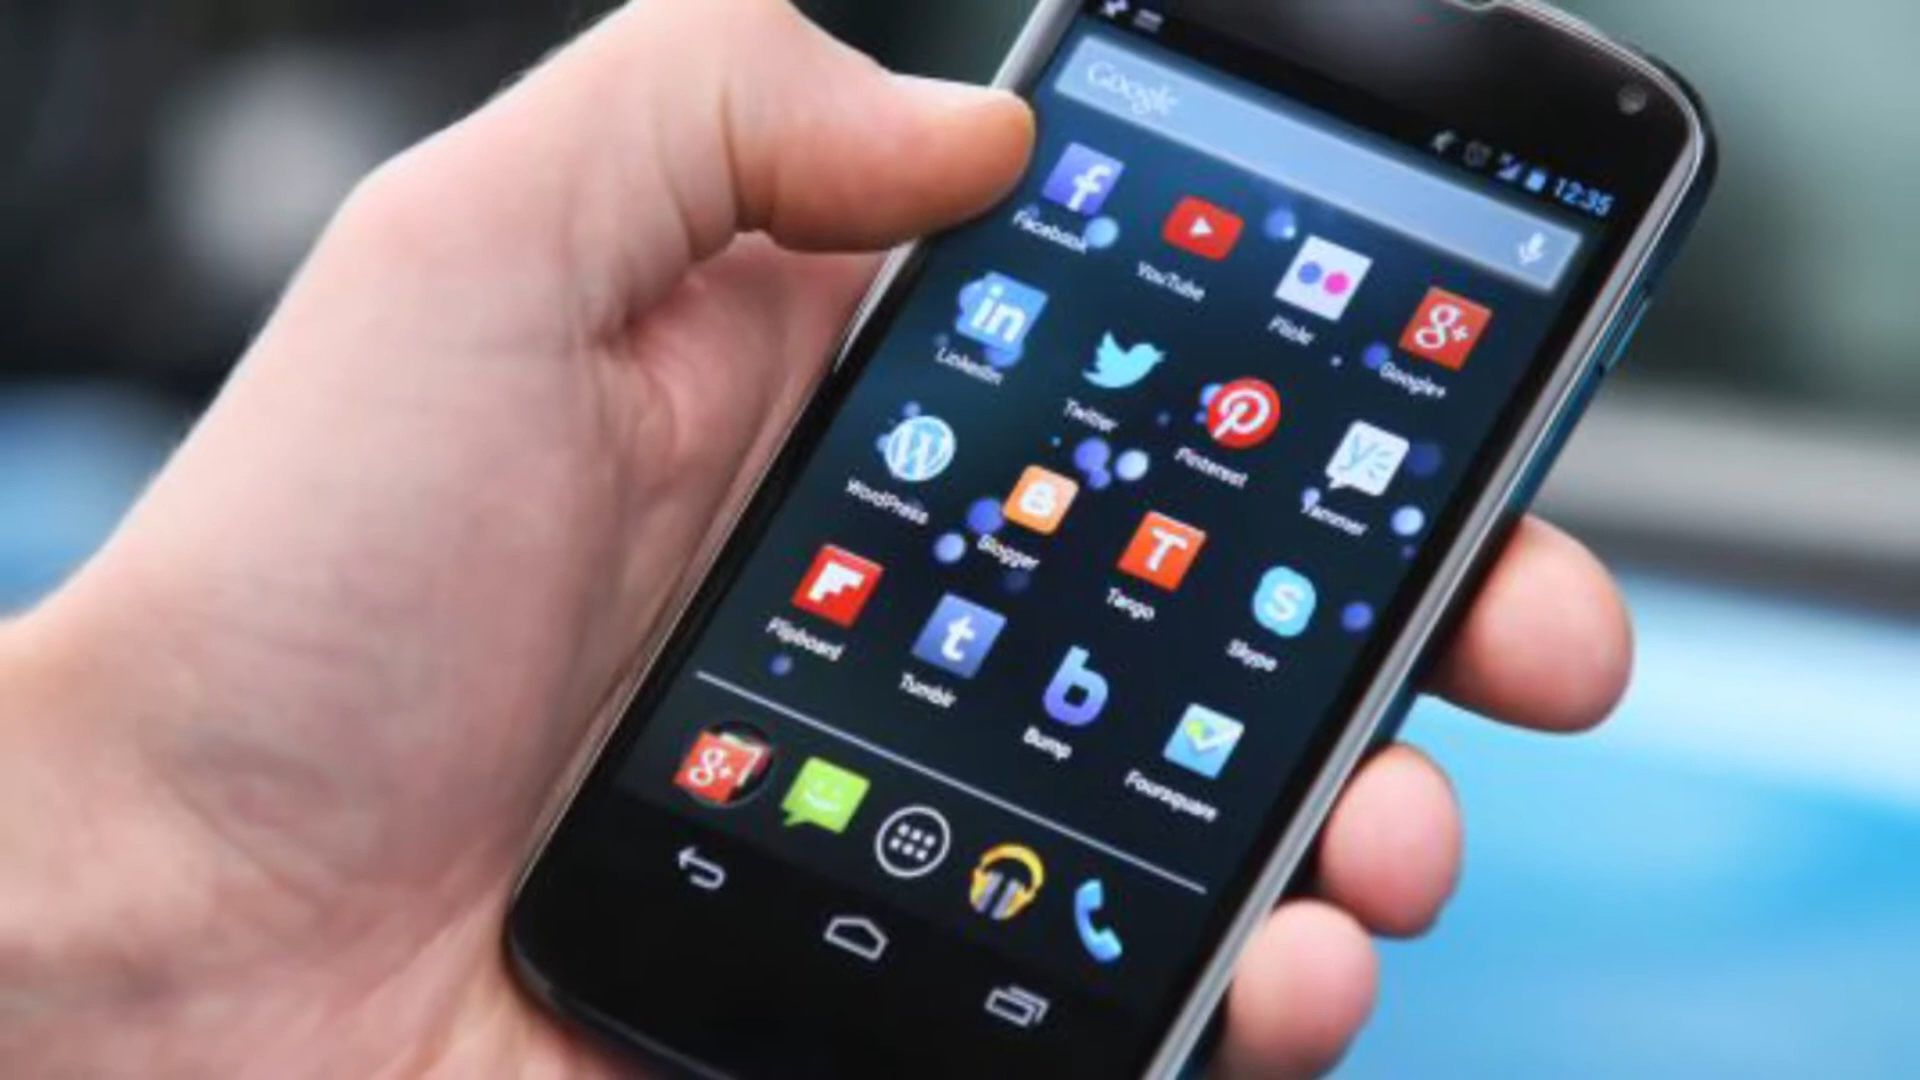 12:35
Google
Facebook
YouTube
Flickr
Google+
LinkedIn
Twitter
Pinterest
Yammer
WordPress
Blogger
Tango
Skype
Flipboard
Tumblr
Bump
Foursquare